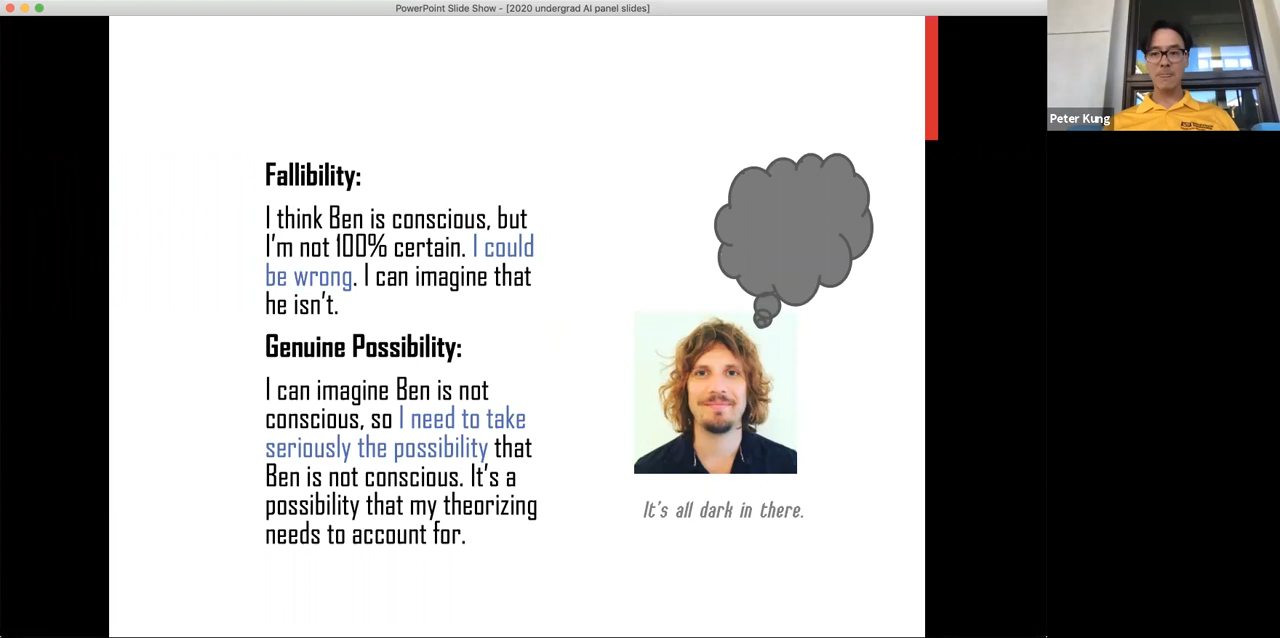 PowerPoint Slide Show - [2020 undergrad AI panel slides]
Peter Kung
Fallibility:
I think Ben is conscious, but
I'm not 100% certain. I could
be wrong. I can imagine that
he isn't.
Genuine Possibility:
I can imagine Ben is not
conscious, so I need to take
seriously the possibility that
Ben is not conscious. It's a
possibility that my theorizing
needs to account for.
It's all dark in there.